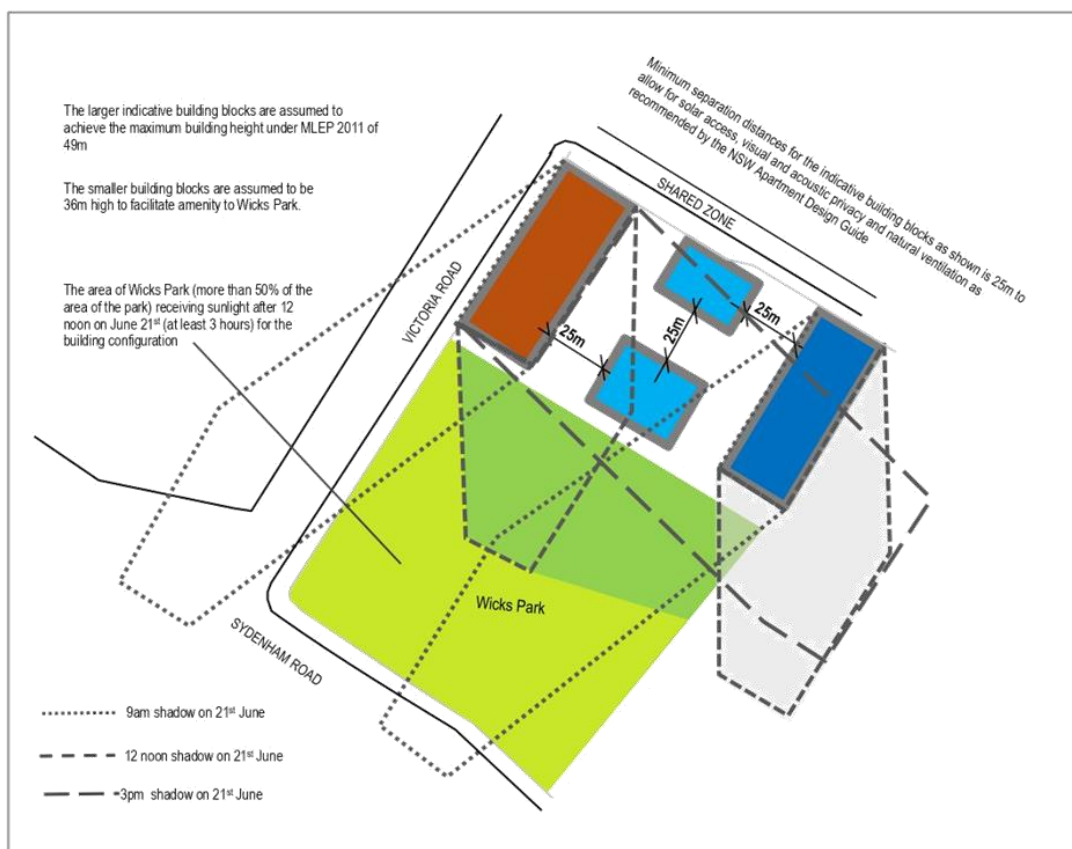 The larger indicative building blocks are assumed to
achieve the maximum building height under MLEP 2011 of
49m
The smaller building blocks are assumed to be
36m high to facilitate amenity to Wicks Park.
The area of Wicks Park (more than 50% of the
area of the park) receiving sunlight after 12
noon on June 21st (at least 3 hours) for the
building configuration
Minimum separation distances for the indicative building blocks as shown is 25m to
allow for solar access, visual and acoustic privacy and natural ventilation as
recommended by the NSW Apartment Design Guide
SHARED ZONE
VICTORIA ROAD
25m
25m
25m
Wicks Park
SYDENHAM ROAD
9am shadow on 21st June
12 noon shadow on 21st June
3pm shadow on 21st June